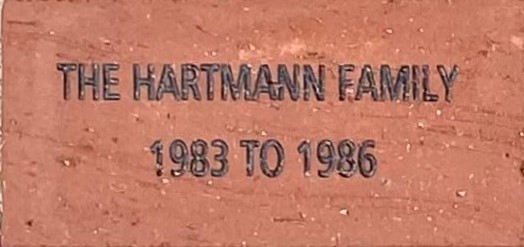 THE HARTMANN FAMILY
1983 TO 1986